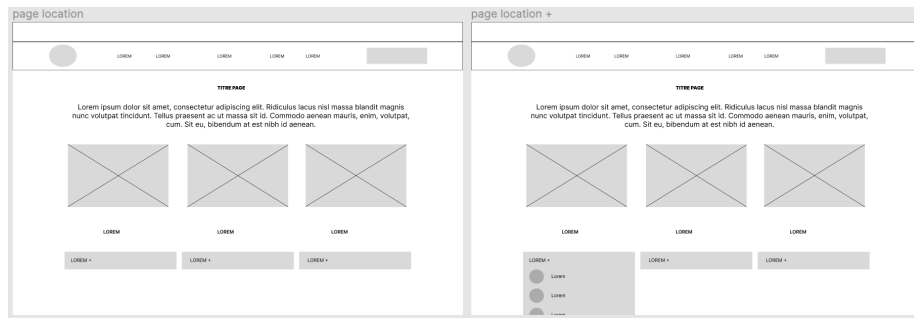 page location
LOREM LOREM LOREM LOREM LOREM
TITRE PAGE
Lorem ipsum dolor sit amet, consectetur adipiscing elit. Ridiculus lacus nisl massa blandit magnis
nunc volutpat tincidunt. Tellus praesent ac ut massa sit id. Commodo aenean mauris, enim, volutpat,
cum. Sit eu, bibendum at est nibh id aenean.
LOREM LOREM LOREM
LOREM + LOREM + LOREM +
page location +
LOREM LOREM LOREM LOREM LOREM
TITRE PAGE
Lorem ipsum dolor sit amet, consectetur adipiscing elit. Ridiculus lacus nisl massa blandit magnis
nunc volutpat tincidunt. Tellus praesent ac ut massa sit id. Commodo aenean mauris, enim, volutpat,
cum. Sit eu, bibendum at est nibh id aenean.
LOREM LOREM LOREM
LOREM + LOREM + LOREM +
Lorem
Lorem
Lorem